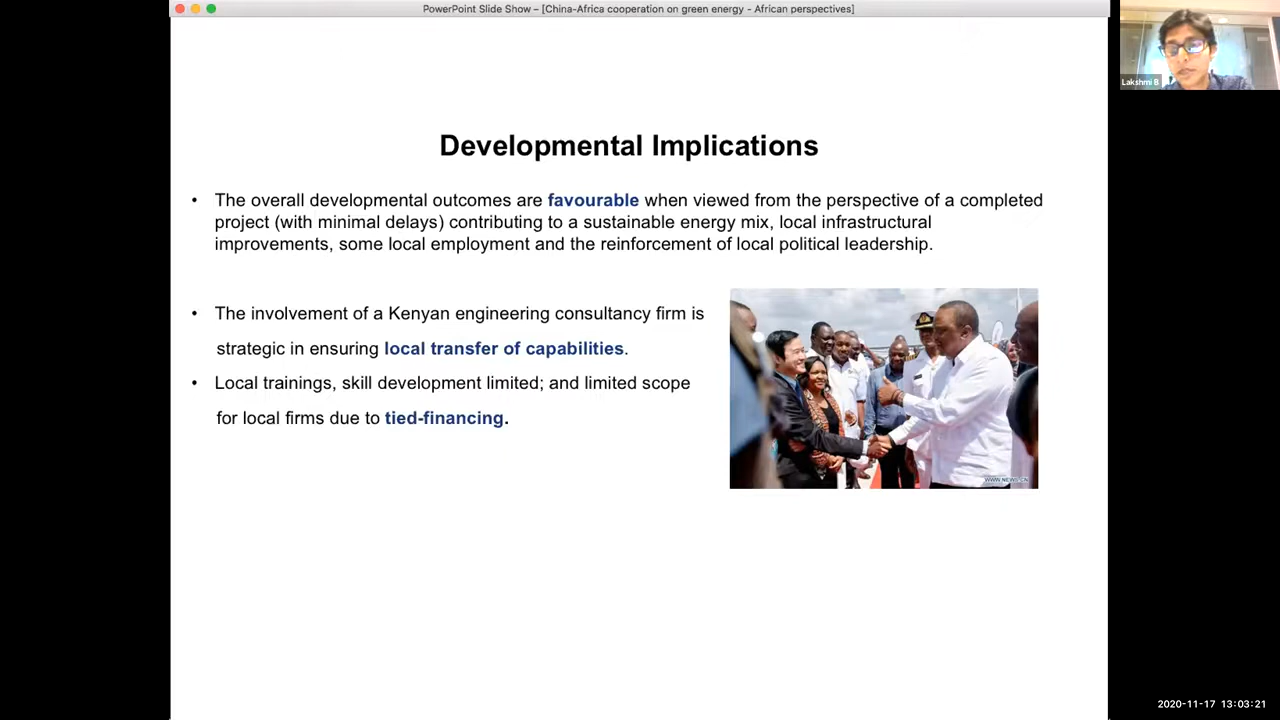 PowerPoint Slide Show – [China-Africa cooperation on green energy - African perspectives]
Lakshmi B
Developmental Implications
• The overall developmental outcomes are favourable when viewed from the perspective of a completed
project (with minimal delays) contributing to a sustainable energy mix, local infrastructural
improvements, some local employment and the reinforcement of local political leadership.
• The involvement of a Kenyan engineering consultancy firm is
strategic in ensuring local transfer of capabilities.
• Local trainings, skill development limited; and limited scope
for local firms due to tied-financing.
WWW.NEWS.CN
2020-11-17 13:03:21